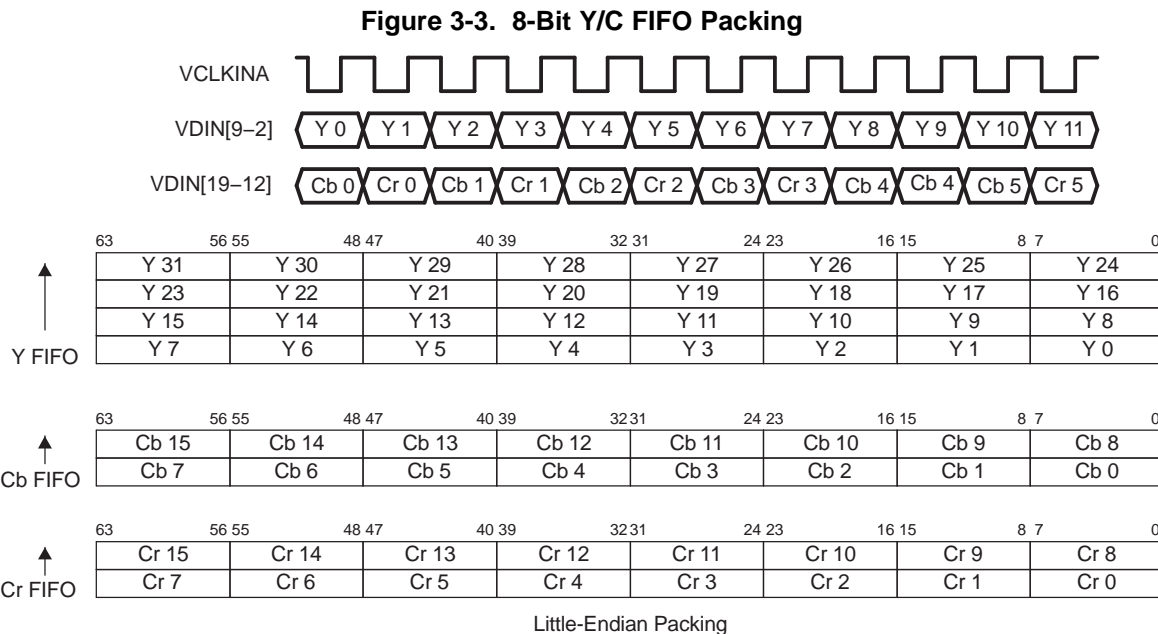 Figure 3-3. 8-Bit Y/C FIFO Packing
VCLKINA
VDIN[9–2] Y 0 Y 1 Y 2 Y 3 Y 4 Y 5 Y 6 Y 7 Y 8 Y 9 Y 10 Y 11
VDIN[19–12] Cb 0 Cr 0 Cb 1 Cr 1 Cb 2 Cr 2 Cb 3 Cr 3 Cb 4 Cb 4 Cb 5 Cr 5
63 56 55 48 47 40 39 32 31 24 23 16 15 8 7 0
Y 31 Y 30 Y 29 Y 28 Y 27 Y 26 Y 25 Y 24
Y 23 Y 22 Y 21 Y 20 Y 19 Y 18 Y 17 Y 16
Y 15 Y 14 Y 13 Y 12 Y 11 Y 10 Y 9 Y 8
Y FIFO Y 7 Y 6 Y 5 Y 4 Y 3 Y 2 Y 1 Y 0
63 56 55 48 47 40 39 32 31 24 23 16 15 8 7 0
Cb 15 Cb 14 Cb 13 Cb 12 Cb 11 Cb 10 Cb 9 Cb 8
Cb FIFO Cb 7 Cb 6 Cb 5 Cb 4 Cb 3 Cb 2 Cb 1 Cb 0
63 56 55 48 47 40 39 32 31 24 23 16 15 8 7 0
Cr 15 Cr 14 Cr 13 Cr 12 Cr 11 Cr 10 Cr 9 Cr 8
Cr FIFO Cr 7 Cr 6 Cr 5 Cr 4 Cr 3 Cr 2 Cr 1 Cr 0
Little-Endian Packing